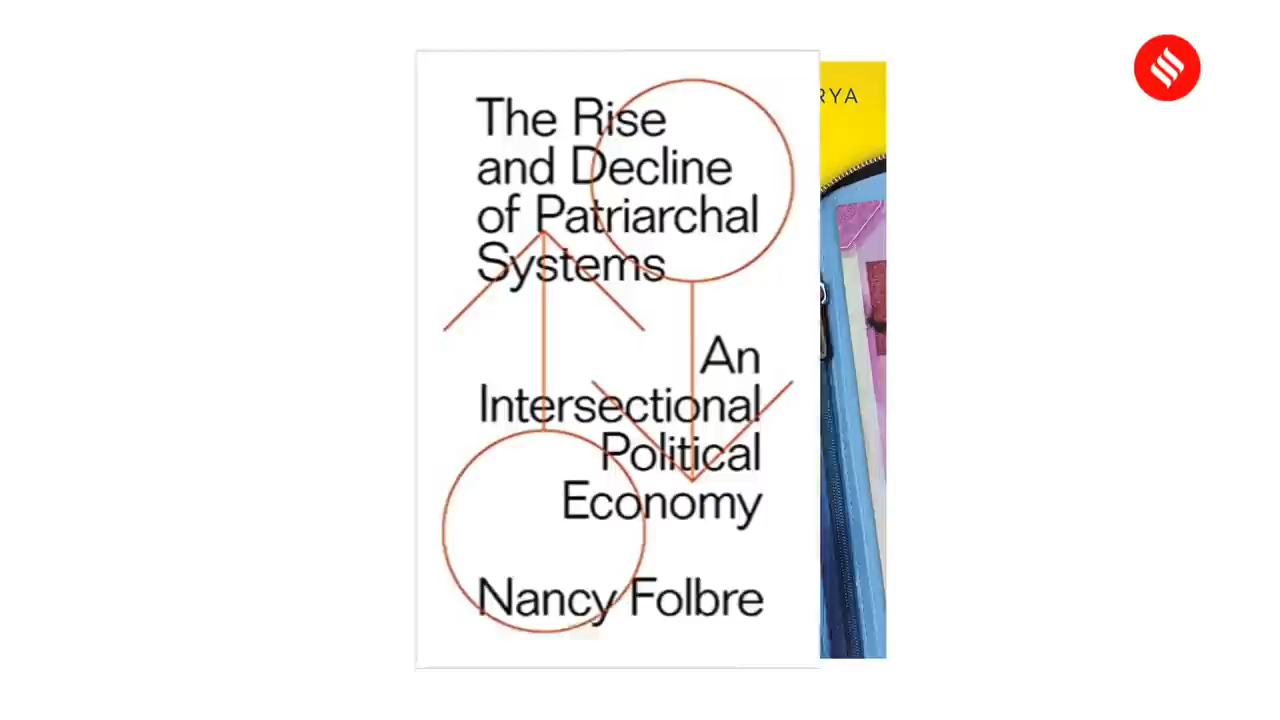 The Rise
and Decline
of Patriarchal
Systems
An
Intersectional
Political
Economy
Nancy Folbre
RYA